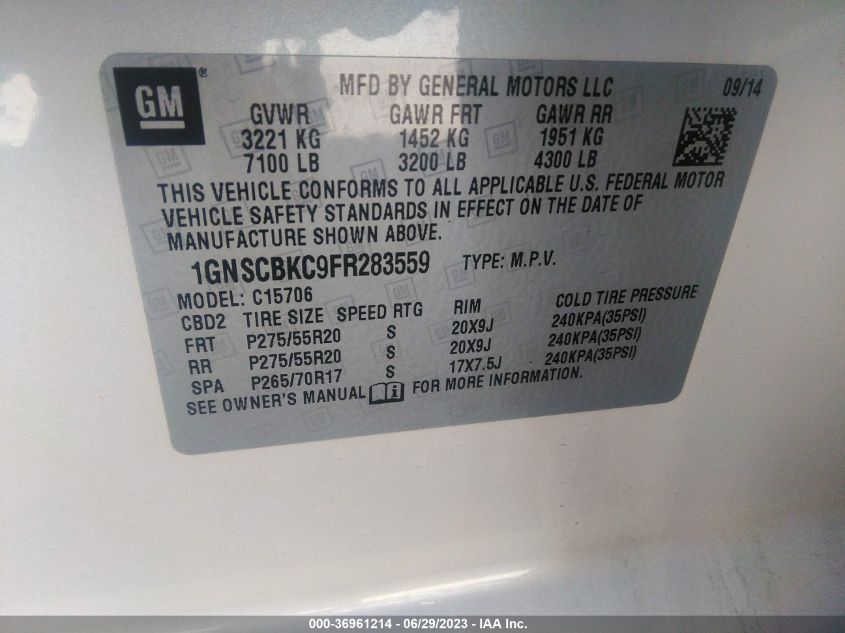 GM ® MFD BY GENERAL MOTORS LLC 09/14
GVWR GAWR FRT GAWR RR
3221 KG 1452 KG 1951 KG
7100 LB 3200 LB 4300 LB
THIS VEHICLE CONFORMS TO ALL APPLICABLE U.S. FEDERAL MOTOR
VEHICLE SAFETY STANDARDS IN EFFECT ON THE DATE OF
MANUFACTURE SHOWN ABOVE.
1GNSCBKC9FR283559 TYPE: M.P.V.
MODEL: C15706
CBD2 TIRE SIZE SPEED RTG RIM COLD TIRE PRESSURE
FRT P275/55R20 S 20X9J 240KPA(35PSI)
RR P275/55R20 S 20X9J 240KPA(35PSI)
SPA P265/70R17 S 17X7.5J 240KPA(35PSI)
SEE OWNER'S MANUAL FOR MORE INFORMATION.
000-36961214 - 06/29/2023 - IAA Inc.